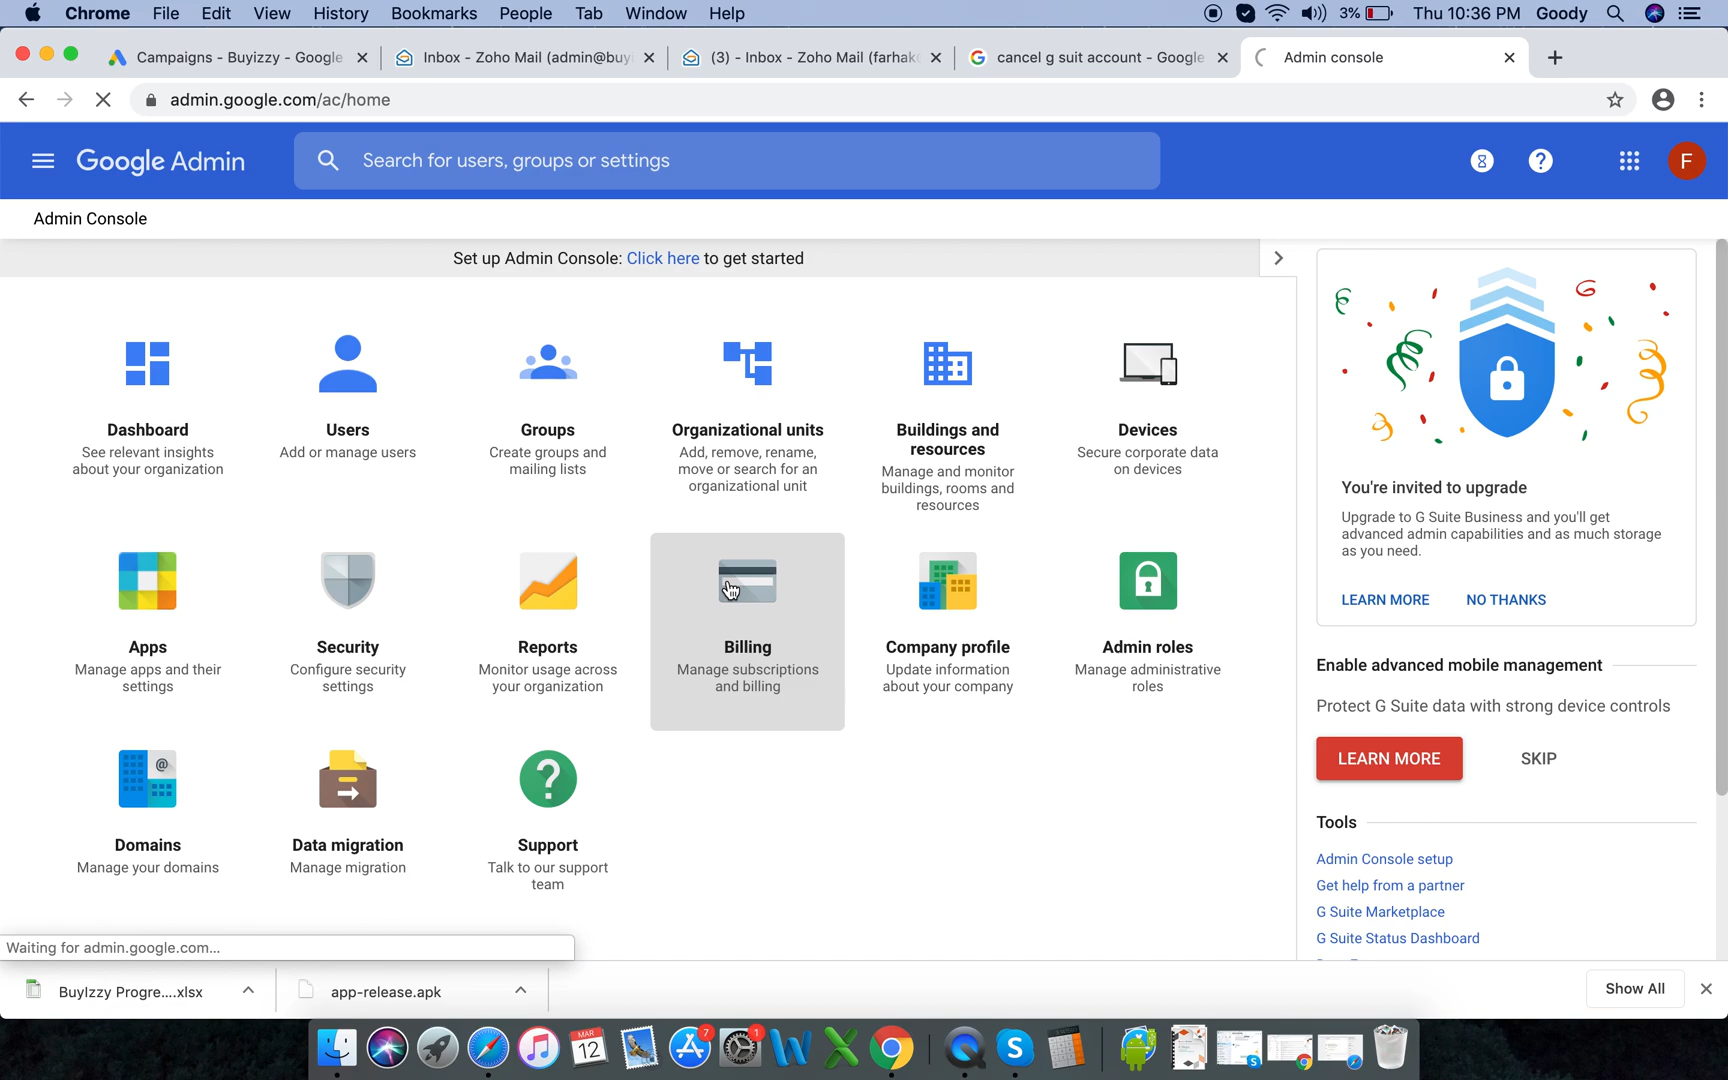 Chrome File Edit View History Bookmarks People Tab Window Help 3% Thu 10:36 PM Goody
Campaigns - Buyizzy - Google
Inbox - Zoho Mail (admin@buyi
(3) - Inbox - Zoho Mail (farhak
cancel g suit account - Google
Admin console
admin.google.com/ac/home
Google Admin
Search for users, groups or settings
F
Admin Console
Set up Admin Console: Click here to get started
Dashboard
See relevant insights
about your organization
Users
Add or manage users
Groups
Create groups and
mailing lists
Organizational units
Add, remove, rename,
move or search for an
organizational unit
Buildings and
resources
Manage and monitor
buildings, rooms and
resources
Devices
Secure corporate data
on devices
Apps
Manage apps and their
settings
Security
Configure security
settings
Reports
Monitor usage across
your organization
Billing
Manage subscriptions
and billing
Company profile
Update information
about your company
Admin roles
Manage administrative
roles
Domains
Manage your domains
Data migration
Manage migration
Support
Talk to our support
team
You're invited to upgrade
Upgrade to G Suite Business and you'll get
advanced admin capabilities and as much storage
as you need.
LEARN MORE NO THANKS
Enable advanced mobile management
Protect G Suite data with strong device controls
LEARN MORE SKIP
Tools
Admin Console setup
Get help from a partner
G Suite Marketplace
G Suite Status Dashboard
Waiting for admin.google.com...
BuyIzzy Progre....xlsx
app-release.apk
Show All
MAR
12
7
1